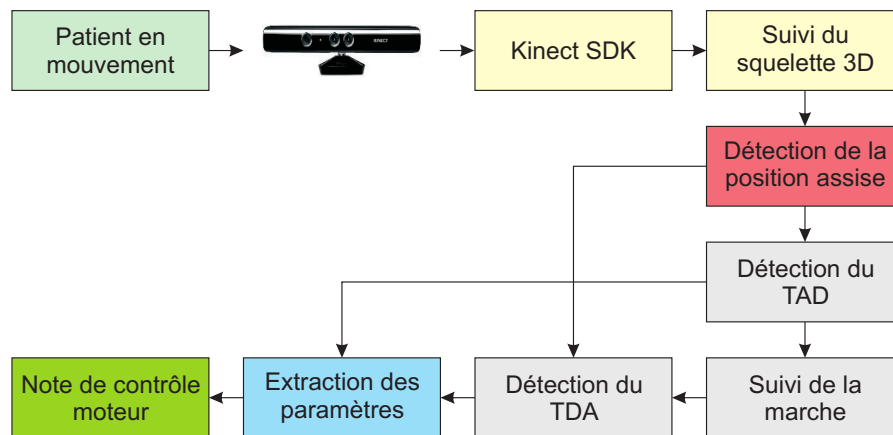 Patient en
mouvement
KINECT
Kinect SDK
Suivi du
squelette 3D
Détection de la
position assise
Détection du
TAD
Note de contrôle
moteur
Extraction des
paramètres
Détection du
TDA
Suivi de la
marche